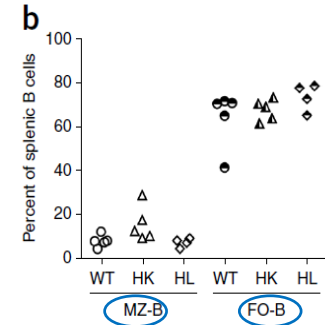 b
Percent of splenic B cells
100
80
60
40
20
0
WT HK HL WT HK HL
MZ-B FO-B